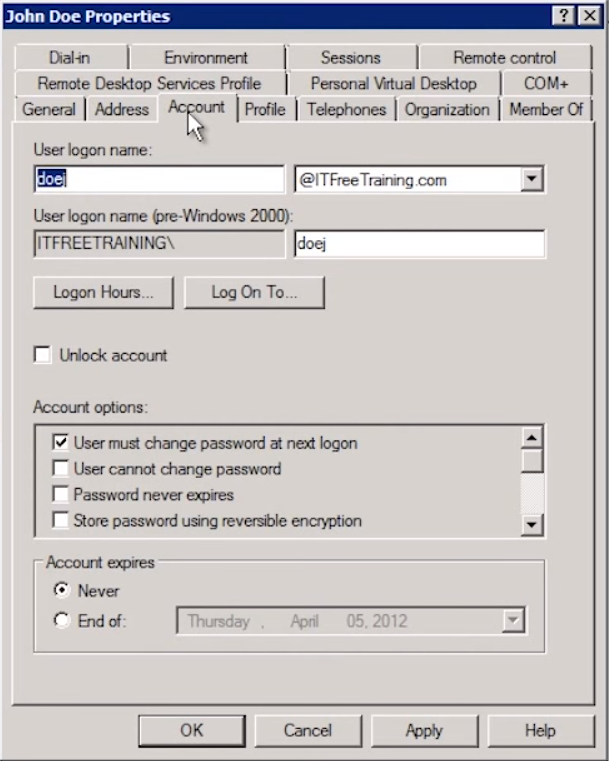 John Doe Properties
Dial-in Environment Sessions Remote control
Remote Desktop Services Profile Personal Virtual Desktop COM+
General Address Account Profile Telephones Organization Member Of
User logon name:
doej @ITFreeTraining.com
User logon name (pre-Windows 2000):
ITFREETRAINING\ doej
Logon Hours... Log On To...
Unlock account
Account options:
User must change password at next logon
User cannot change password
Password never expires
Store password using reversible encryption
Account expires
Never
End of: Thursday , April 05, 2012
OK Cancel Apply Help